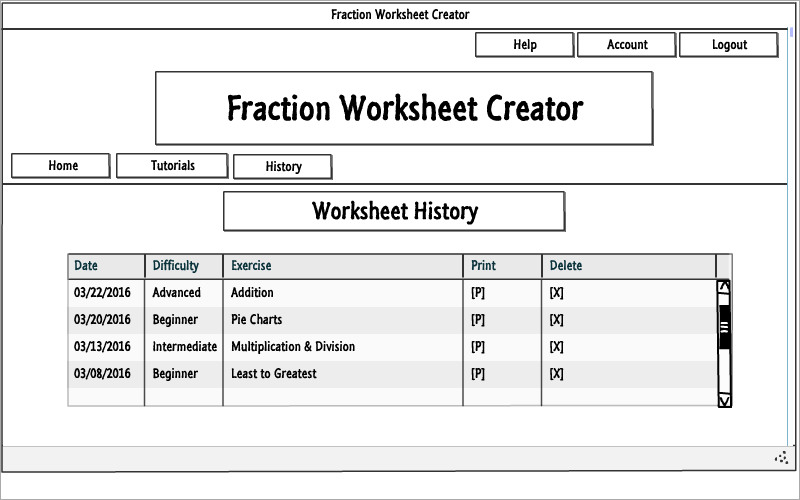 Fraction Worksheet Creator
Help Account Logout
Fraction Worksheet Creator
Home Tutorials History
Worksheet History
Date Difficulty Exercise Print Delete
03/22/2016 Advanced Addition [P] [X]
03/20/2016 Beginner Pie Charts [P] [X]
03/13/2016 Intermediate Multiplication & Division [P] [X]
03/08/2016 Beginner Least to Greatest [P] [X]